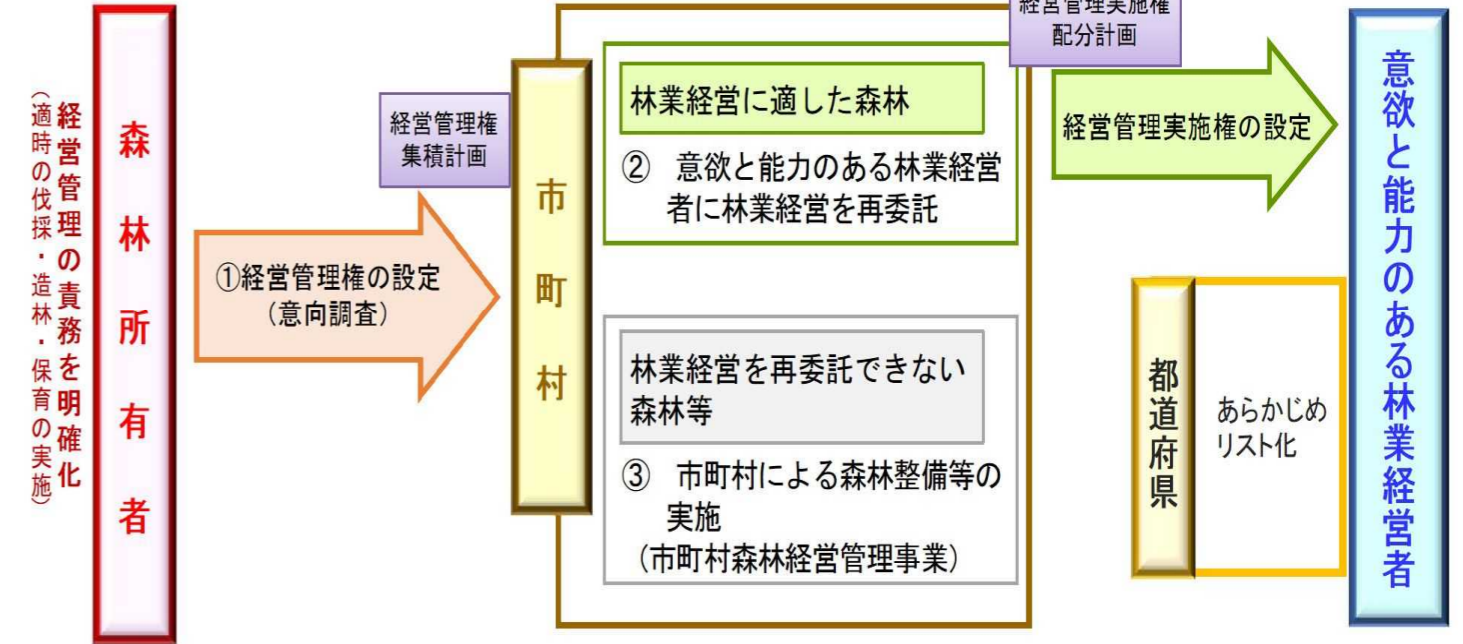 経営管理の責務を明確化
（適時の伐採・造林・保育の実施）
森林所有者
①経営管理権の設定
（意向調査）
経営管理権
集積計画
市町村
林業経営に適した森林
② 意欲と能力のある林業経営
者に林業経営を再委託
林業経営を再委託できない
森林等
③ 市町村による森林整備等の
実施
（市町村森林経営管理事業）
経営管理実施権
配分計画
経営管理実施権の設定
都道府県
あらかじめ
リスト化
意欲と能力のある林業経営者